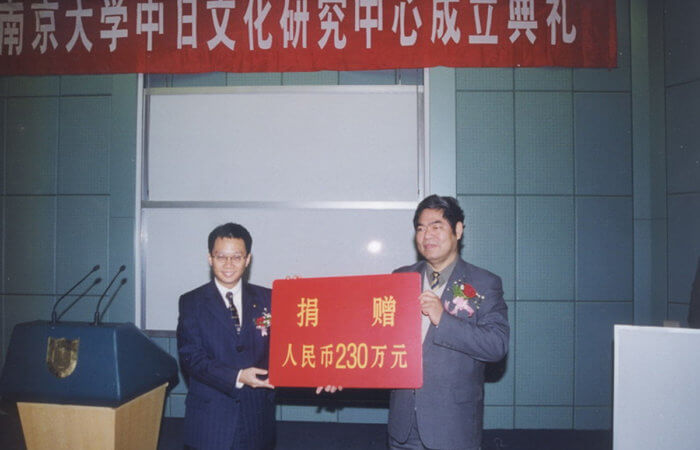 南京大学中日文化研究中心成立典礼
捐 赠
人民币230万元